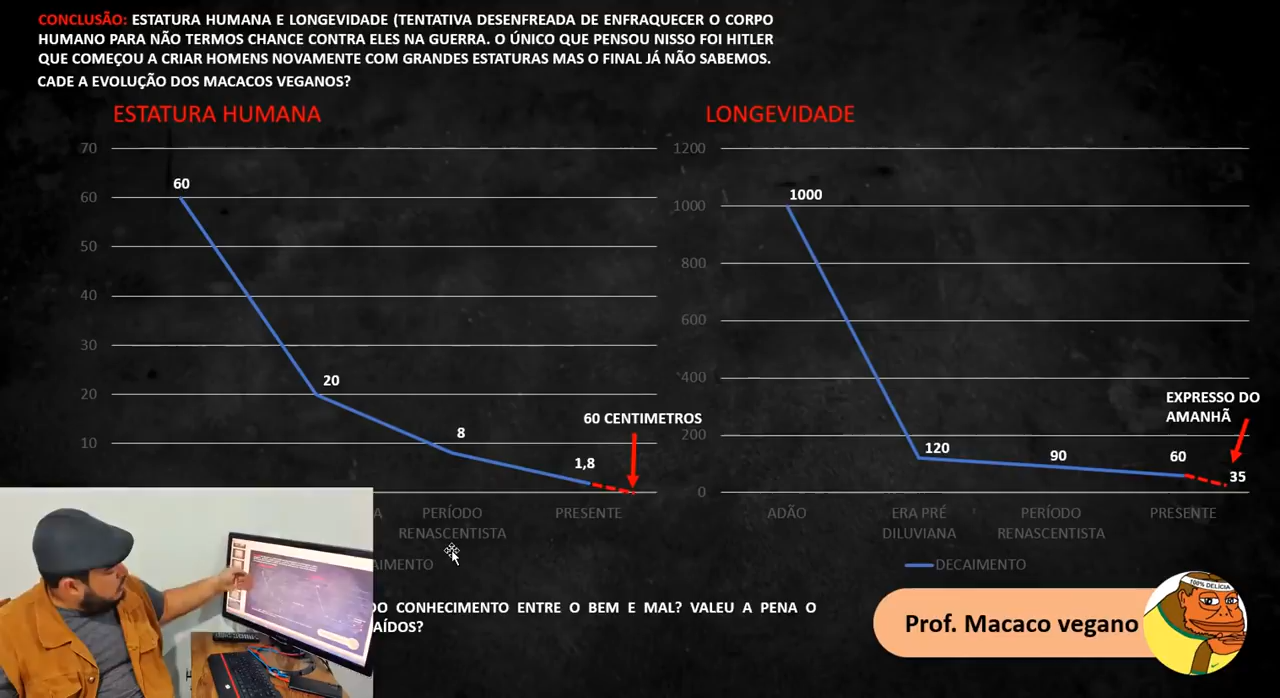 CONCLUSÃO: ESTATURA HUMANA E LONGEVIDADE (TENTATIVA DESENFREADA DE ENFRAQUECER O CORPO
HUMANO PARA NÃO TERMOS CHANCE CONTRA ELES NA GUERRA. O ÚNICO QUE PENSOU NISSO FOI HITLER
QUE COMEÇOU A CRIAR HOMENS NOVAMENTE COM GRANDES ESTATURAS MAS O FINAL JÁ NÃO SABEMOS.
CADE A EVOLUÇÃO DOS MACACOS VEGANOS?
ESTATURA HUMANA
70
60
50
40
30
20
10
60
20
8
1,8
60 CENTIMETROS
A
PERÍODO
RENASCENTISTA
PRESENTE
AIMENTO
LONGEVIDADE
1200
1000
800
600
400
200
0
1000
120
90
60
35
EXPRESSO DO
AMANHÃ
ADÃO
ERA PRÉ
DILUVIANA
PERÍODO
RENASCENTISTA
PRESENTE
DECAIMENTO
DO CONHECIMENTO ENTRE O BEM E MAL? VALEU A PENA O
AÍDOS?
Prof. Macaco vegano
100% DELÍCIA